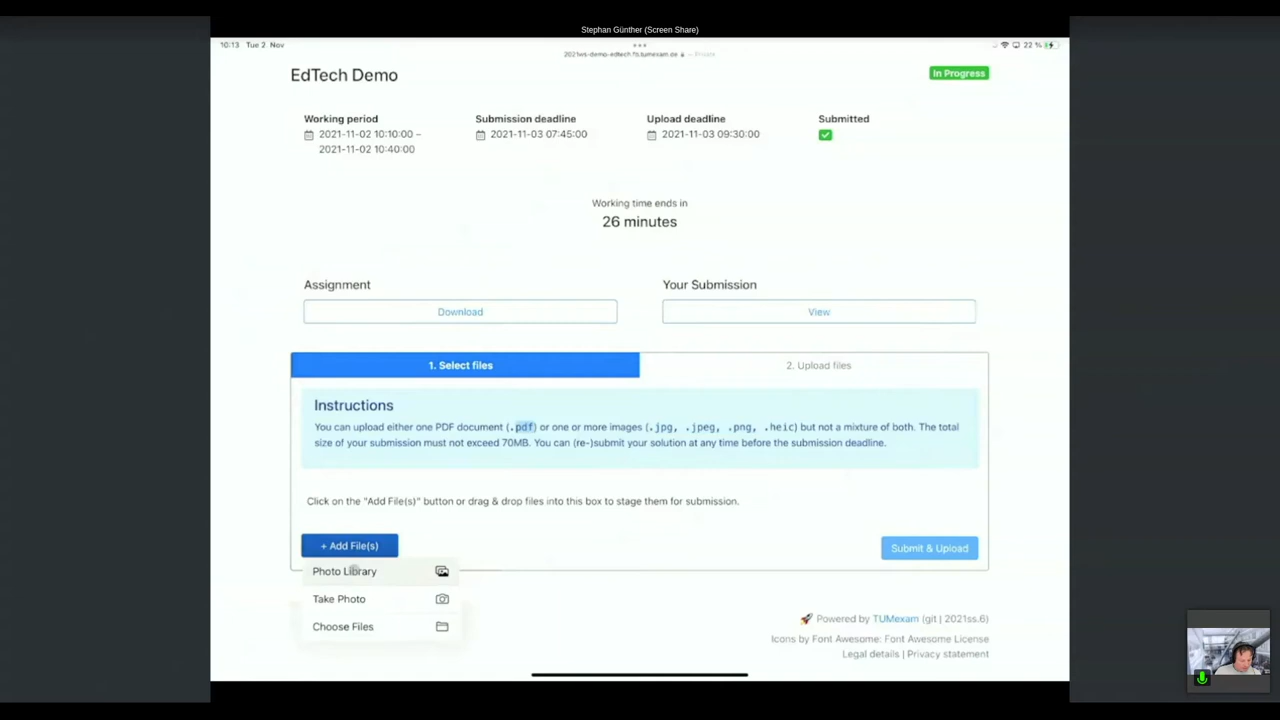 Stephan Günther (Screen Share)
10:13 Tue 2. Nov
22 %
2021ws-demo-edtech.fb.tumexam.de — Private
EdTech Demo
In Progress
Working period
2021-11-02 10:10:00 –
2021-11-02 10:40:00
Submission deadline
2021-11-03 07:45:00
Upload deadline
2021-11-03 09:30:00
Submitted
Working time ends in
26 minutes
Assignment
Download
Your Submission
View
1. Select files
2. Upload files
Instructions
You can upload either one PDF document (.pdf) or one or more images (.jpg, .jpeg, .png, .heic) but not a mixture of both. The total
size of your submission must not exceed 70MB. You can (re-)submit your solution at any time before the submission deadline.
Click on the "Add File(s)" button or drag & drop files into this box to stage them for submission.
+ Add File(s)
Submit & Upload
Photo Library
Take Photo
Choose Files
🚀 Powered by TUMexam (git | 2021ss.6)
Icons by Font Awesome: Font Awesome License
Legal details | Privacy statement